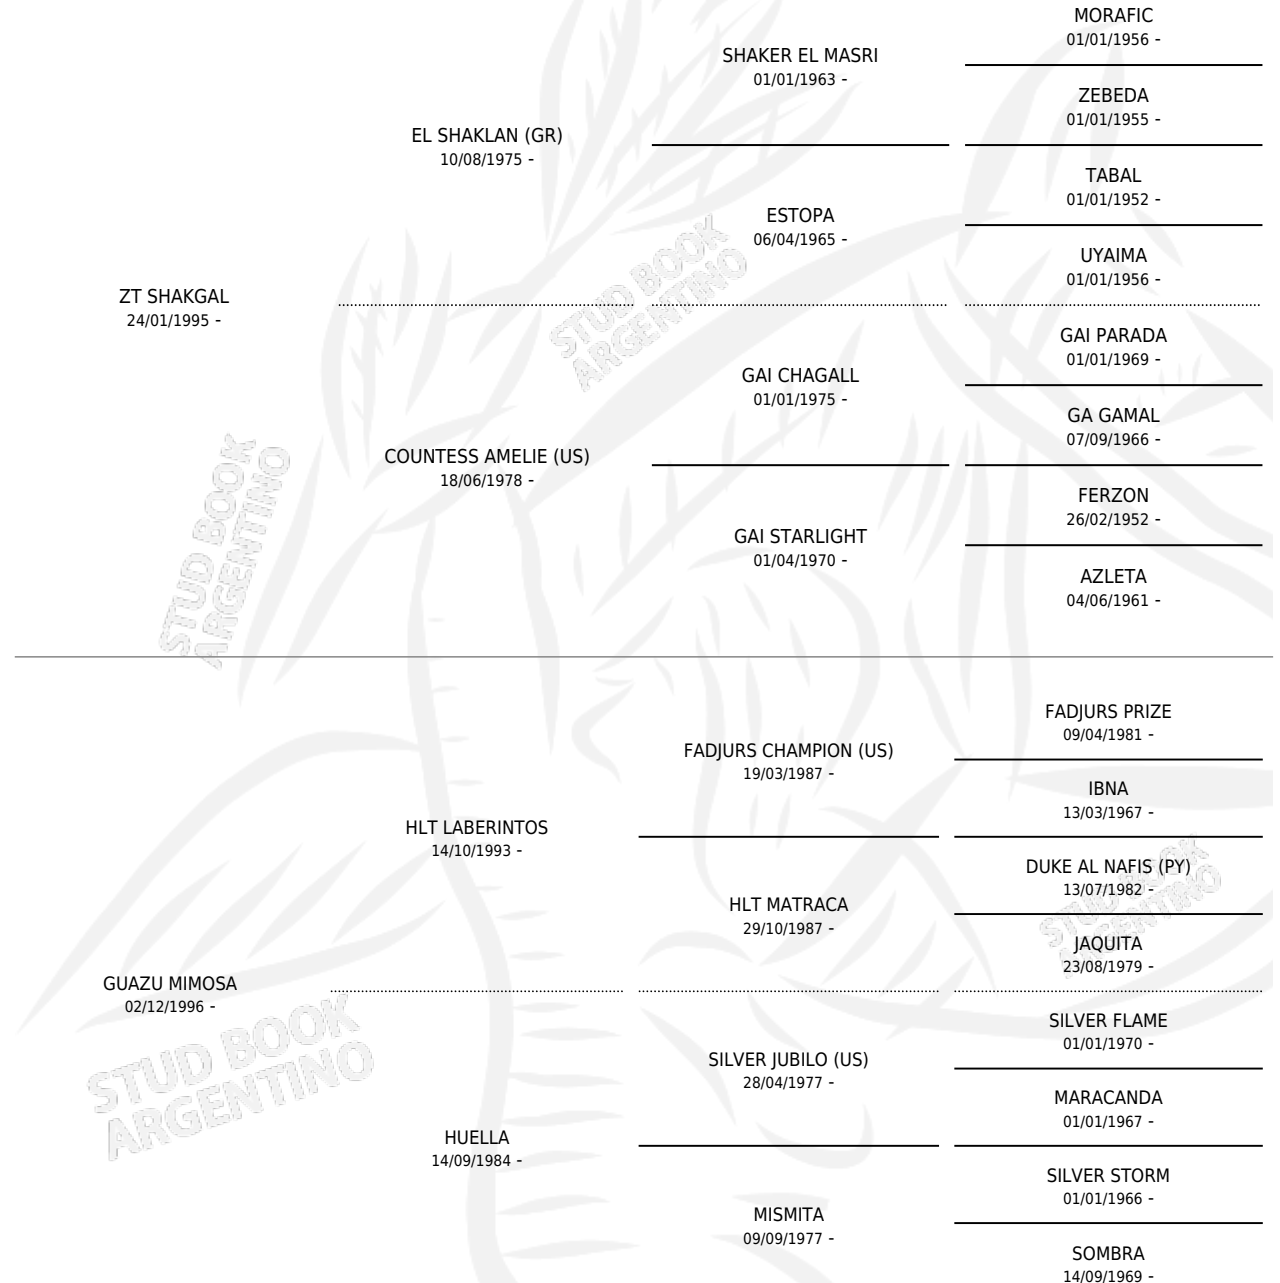 MORAFIC
01/01/1956 -
SHAKER EL MASRI
01/01/1963 -
ZEBEDA
01/01/1955 -
EL SHAKLAN (GR)
10/08/1975 -
TABAL
01/01/1952 -
ESTOPA
06/04/1965 -
UYAIMA
01/01/1956 -
ZT SHAKGAL
24/01/1995 -
STUD BOOK
ARGENTINO
GAI PARADA
01/01/1969 -
GAI CHAGALL
01/01/1975 -
GA GAMAL
07/09/1966 -
COUNTESS AMELIE (US)
18/06/1978 -
FERZON
26/02/1952 -
GAI STARLIGHT
01/04/1970 -
AZLETA
04/06/1961 -
STUD BOOK
ARGENTINO
FADJURS PRIZE
09/04/1981 -
FADJURS CHAMPION (US)
19/03/1987 -
IBNA
13/03/1967 -
HLT LABERINTOS
14/10/1993 -
DUKE AL NAFIS (PY)
13/07/1982 -
HLT MATRACA
29/10/1987 -
JAQUITA
23/08/1979 -
STUD BOOK
ARGENTINO
GUAZU MIMOSA
02/12/1996 -
SILVER FLAME
01/01/1970 -
SILVER JUBILO (US)
28/04/1977 -
MARACANDA
01/01/1967 -
STUD BOOK
ARGENTINO
HUELLA
14/09/1984 -
SILVER STORM
01/01/1966 -
MISMITA
09/09/1977 -
SOMBRA
14/09/1969 -